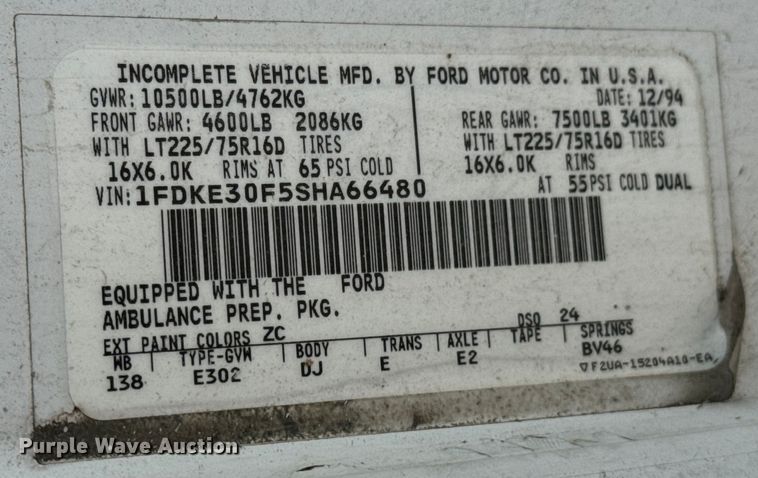 INCOMPLETE VEHICLE MFD. BY FORD MOTOR CO. IN U.S.A.
GVWR: 10500LB/4762KG DATE: 12/94
FRONT GAWR: 4600LB 2086KG REAR GAWR: 7500LB 3401KG
WITH LT225/75R16D TIRES WITH LT225/75R16D TIRES
16X6.0K RIMS AT 65 PSI COLD 16X6.0K RIMS
VIN: 1FDKE30F5SHA66480 AT 55 PSI COLD DUAL
EQUIPPED WITH THE FORD
AMBULANCE PREP. PKG.
EXT PAINT COLORS ZC DSO 24
WB TYPE-GVW BODY TRANS AXLE TAPE SPRINGS
138 E302 DJ E E2 BV46
▽F2UA-15204A10-EA
Purple Wave Auction